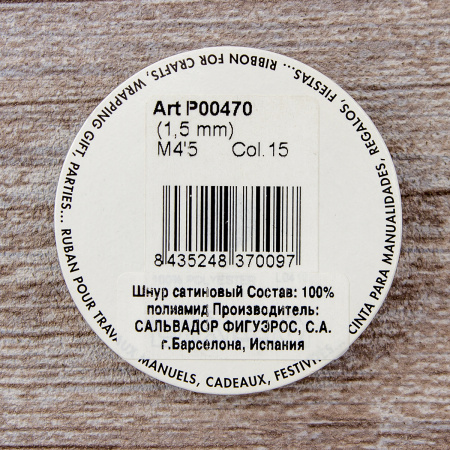 RIBBON FOR CRAFTS, WRAPPING GIFT, PARTIES...
CINTA PARA MANUALIDADES, REGALOS, FIESTAS...
RUBAN POUR TRAV MANUELS, CADEAUX, FESTIV
Art P00470
(1,5 mm)
M4'5 Col.15
8 435248 370097
Шнур сатиновый Состав: 100%
полиамид Производитель:
САЛЬВАДОР ФИГУЭРОС, С.А.
г.Барселона, Испания